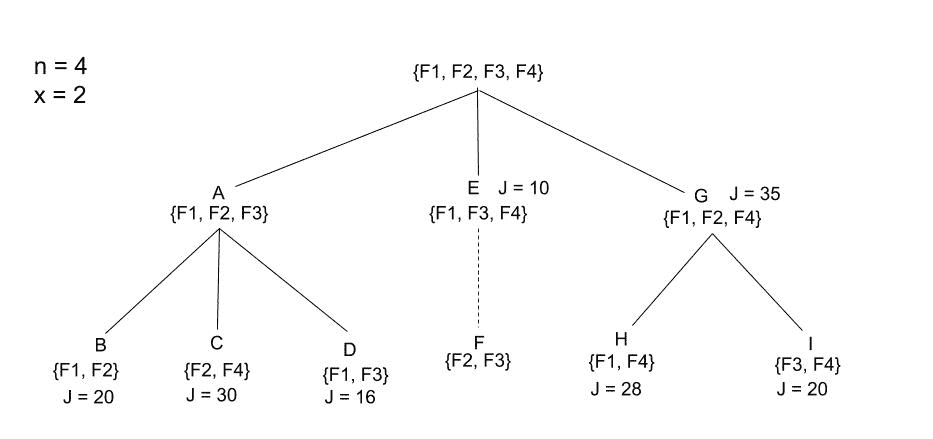 n = 4
x = 2
{F1, F2, F3, F4}
A
{F1, F2, F3}
E J = 10
{F1, F3, F4}
G J = 35
{F1, F2, F4}
B
{F1, F2}
J = 20
C
{F2, F4}
J = 30
D
{F1, F3}
J = 16
F
{F2, F3}
H
{F1, F4}
J = 28
I
{F3, F4}
J = 20